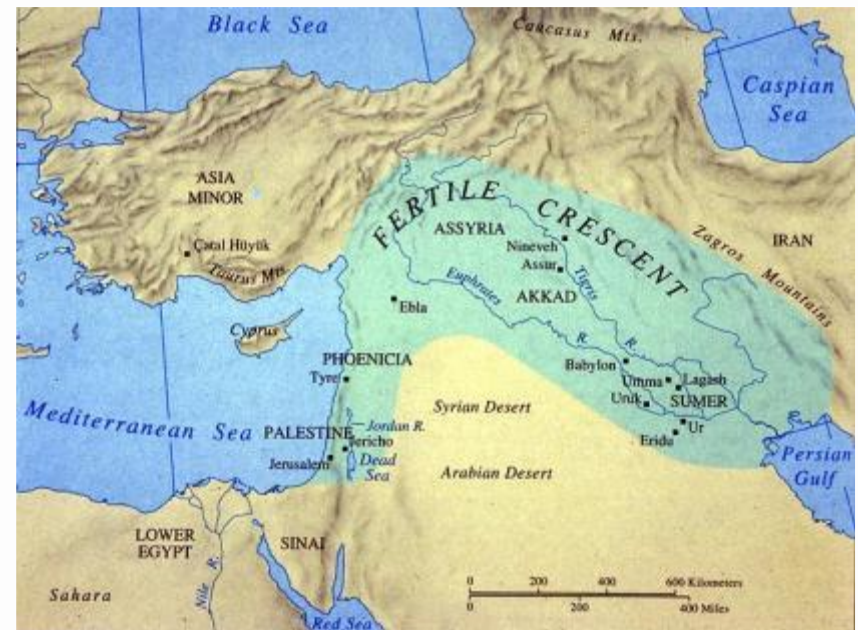 Black Sea
Caucasus Mts.
Caspian
Sea
ASIA
MINOR
FERTILE CRESCENT
ASSYRIA
Nineveh
Assur
Tigris R.
Zagros Mountains
IRAN
Çatal Hüyük
Taurus Mts.
AKKAD
Euphrates R.
Ebla
Cyprus
PHOENICIA
Tyre
Babylon
Umma
Lagash
Uruk
SUMER
Ur
Eridu
Syrian Desert
Mediterranean Sea
PALESTINE
Jordan R.
Jericho
Jerusalem
Dead
Sea
Arabian Desert
Persian
Gulf
LOWER
EGYPT
SINAI
Nile R.
Sahara
Red Sea
0 200 400 600 Kilometers
0 200 400 Miles